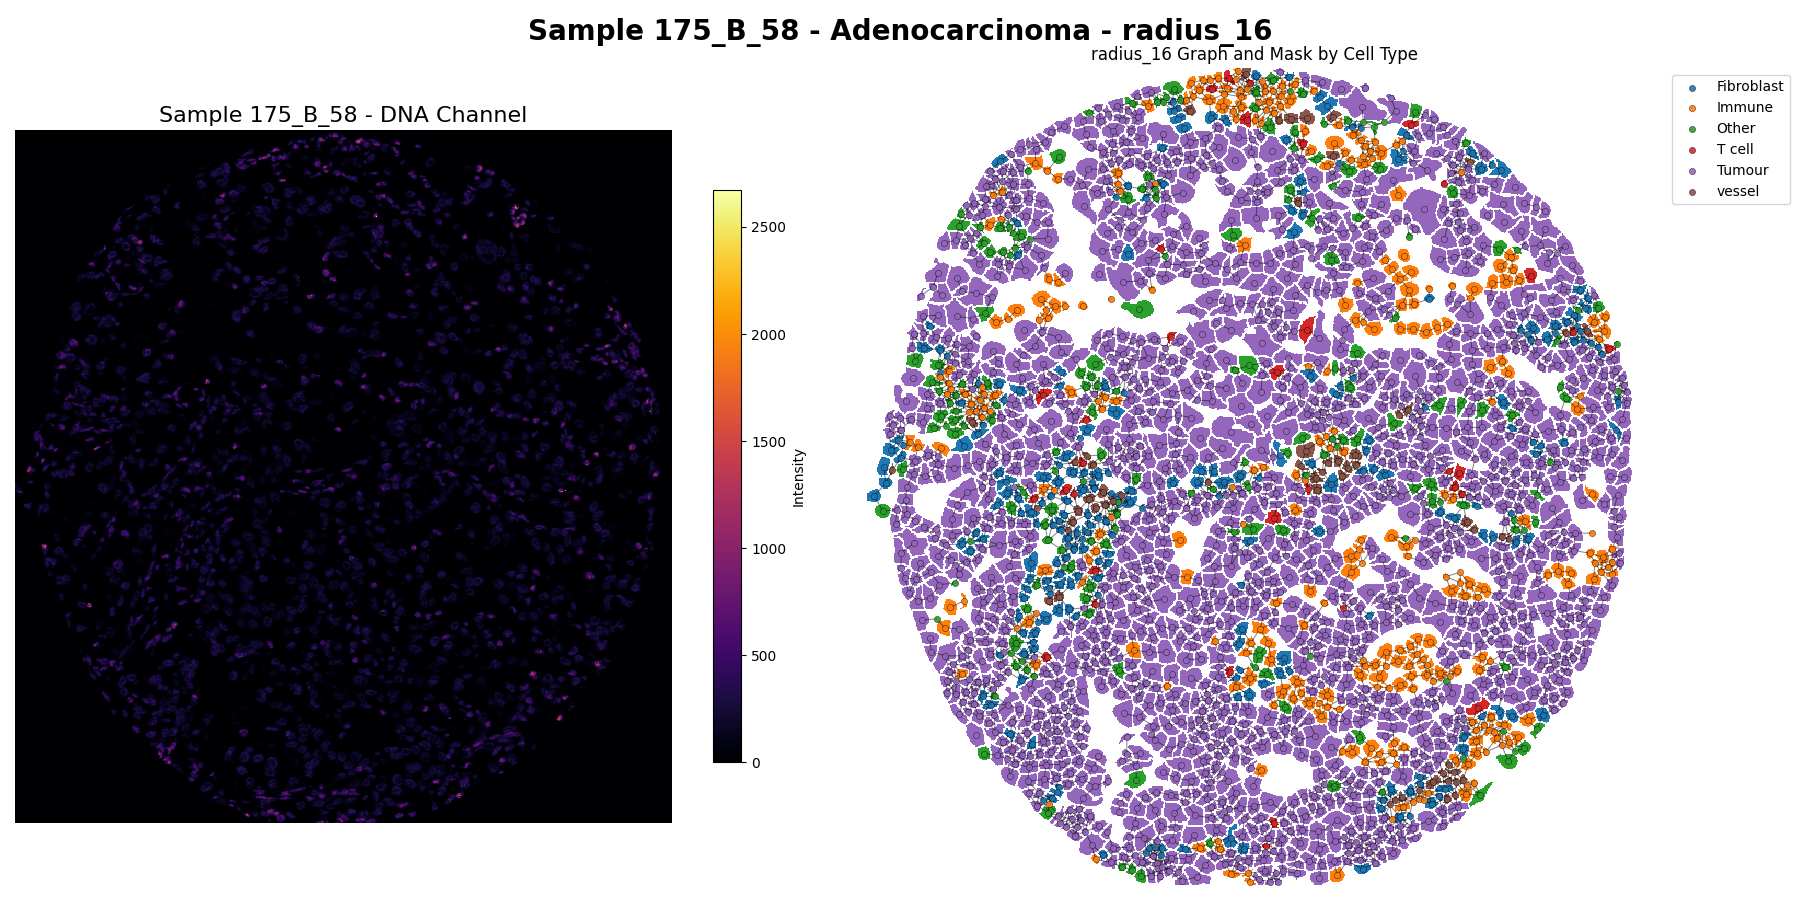 Sample 175_B_58 - Adenocarcinoma - radius_16
Sample 175_B_58 - DNA Channel
2500
2000
1500
1000
500
0
Intensity
radius_16 Graph and Mask by Cell Type
Fibroblast
Immune
Other
T cell
Tumour
vessel